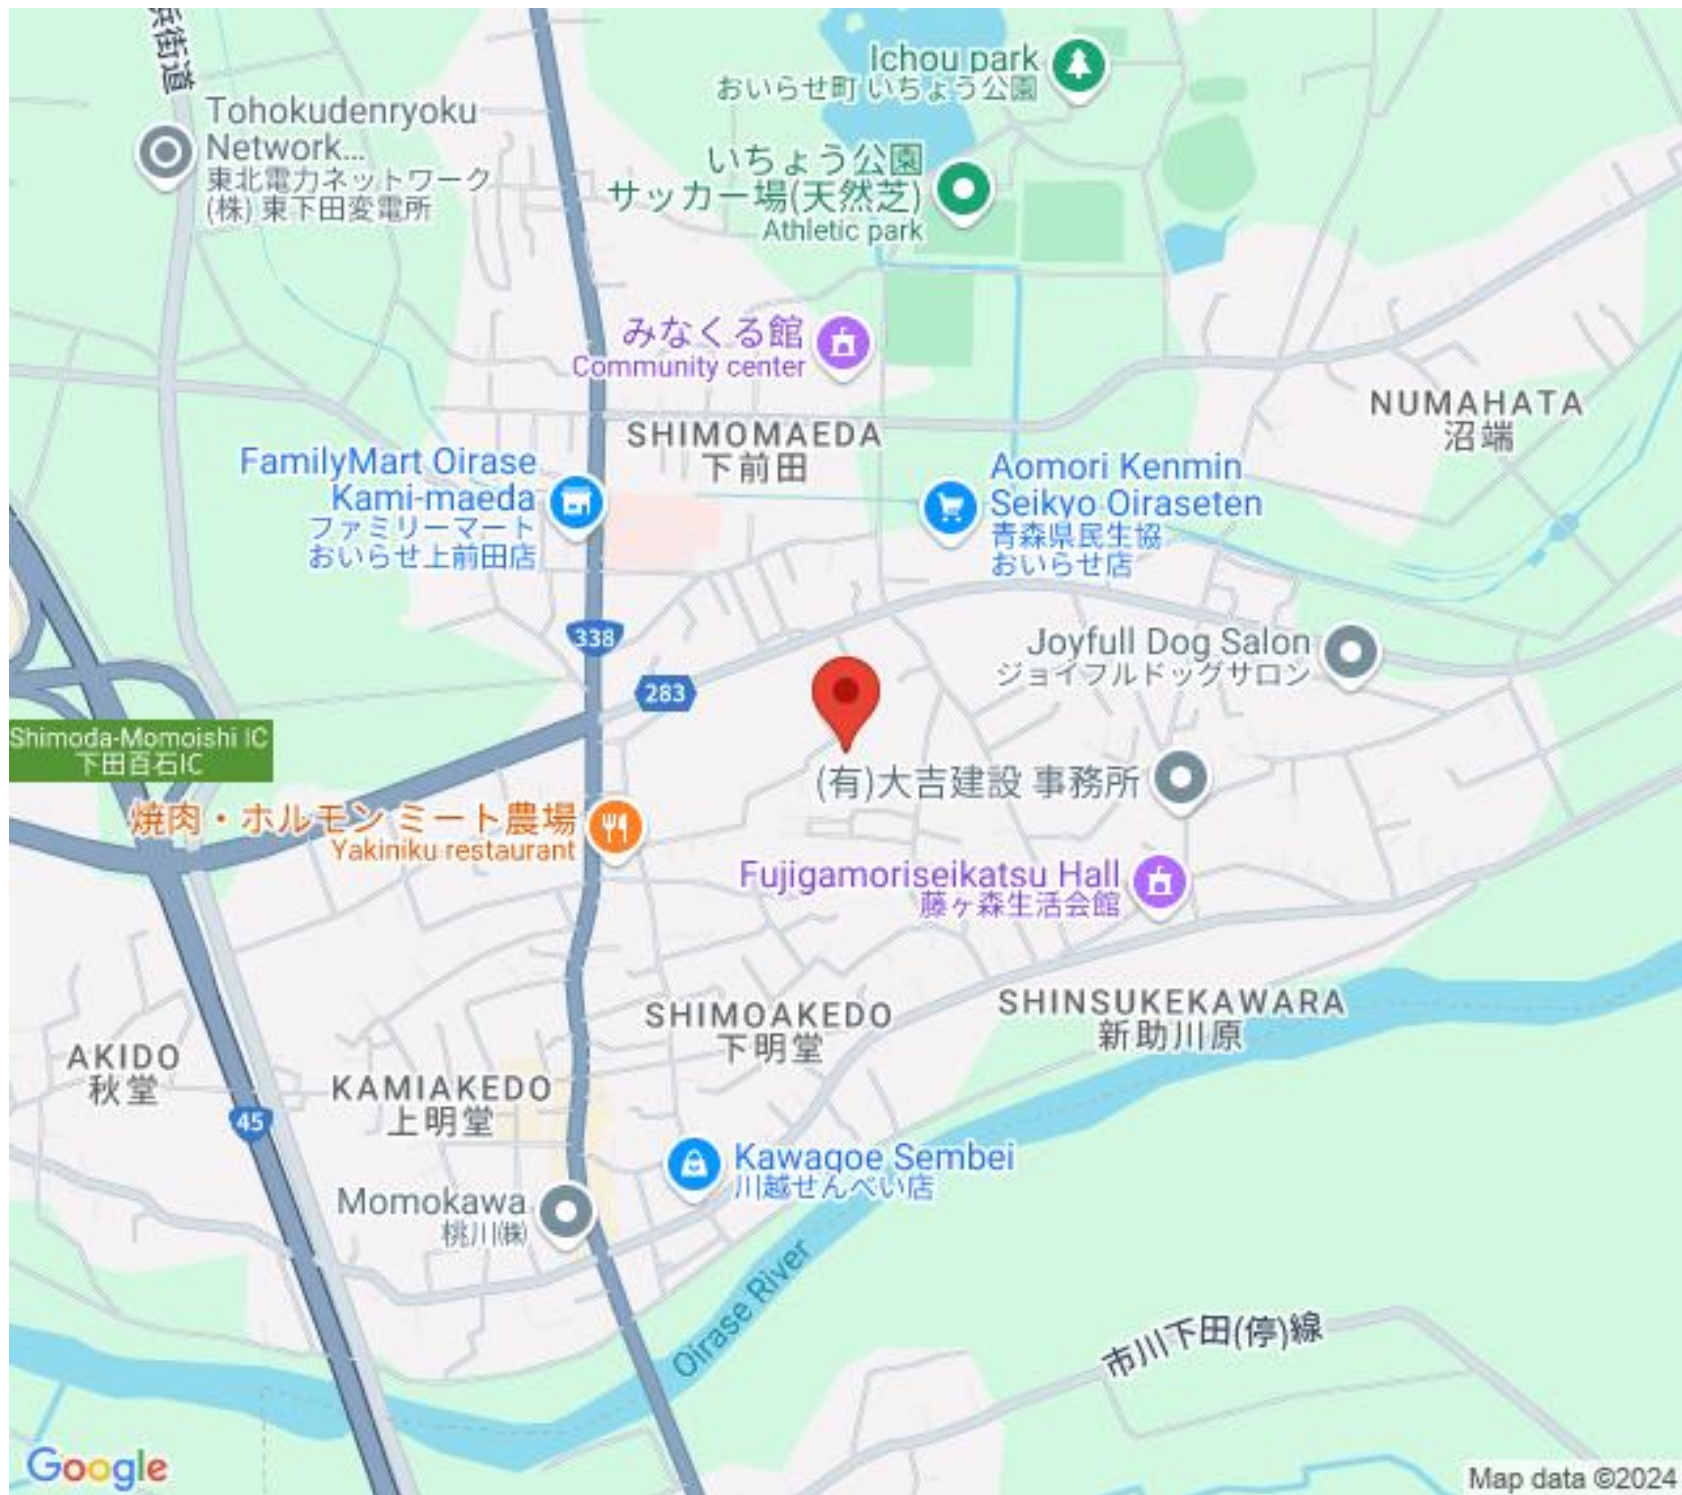 浜街道
Ichou park
おいらせ町 いちょう公園
Tohokudenryoku
Network...
東北電力ネットワーク
(株) 東下田変電所
いちょう公園
サッカー場(天然芝)
Athletic park
みなくる館
Community center
NUMAHATA
沼端
SHIMOMAEDA
下前田
FamilyMart Oirase
Kami-maeda
ファミリーマート
おいらせ上前田店
Aomori Kenmin
Seikyo Oiraseten
青森県民生協
おいらせ店
338
Joyfull Dog Salon
ジョイフルドッグサロン
283
Shimoda-Momoishi IC
下田百石IC
(有)大吉建設 事務所
焼肉・ホルモン ミート農場
Yakiniku restaurant
Fujigamoriseikatsu Hall
藤ヶ森生活会館
SHIMOAKEDO
下明堂
SHINSUKEKAWARA
新助川原
AKIDO
秋堂
KAMIAKEDO
上明堂
45
Kawagoe Sembei
川越せんべい店
Momokawa
桃川㈱
Oirase River
市川下田(停)線
Google
Map data ©2024